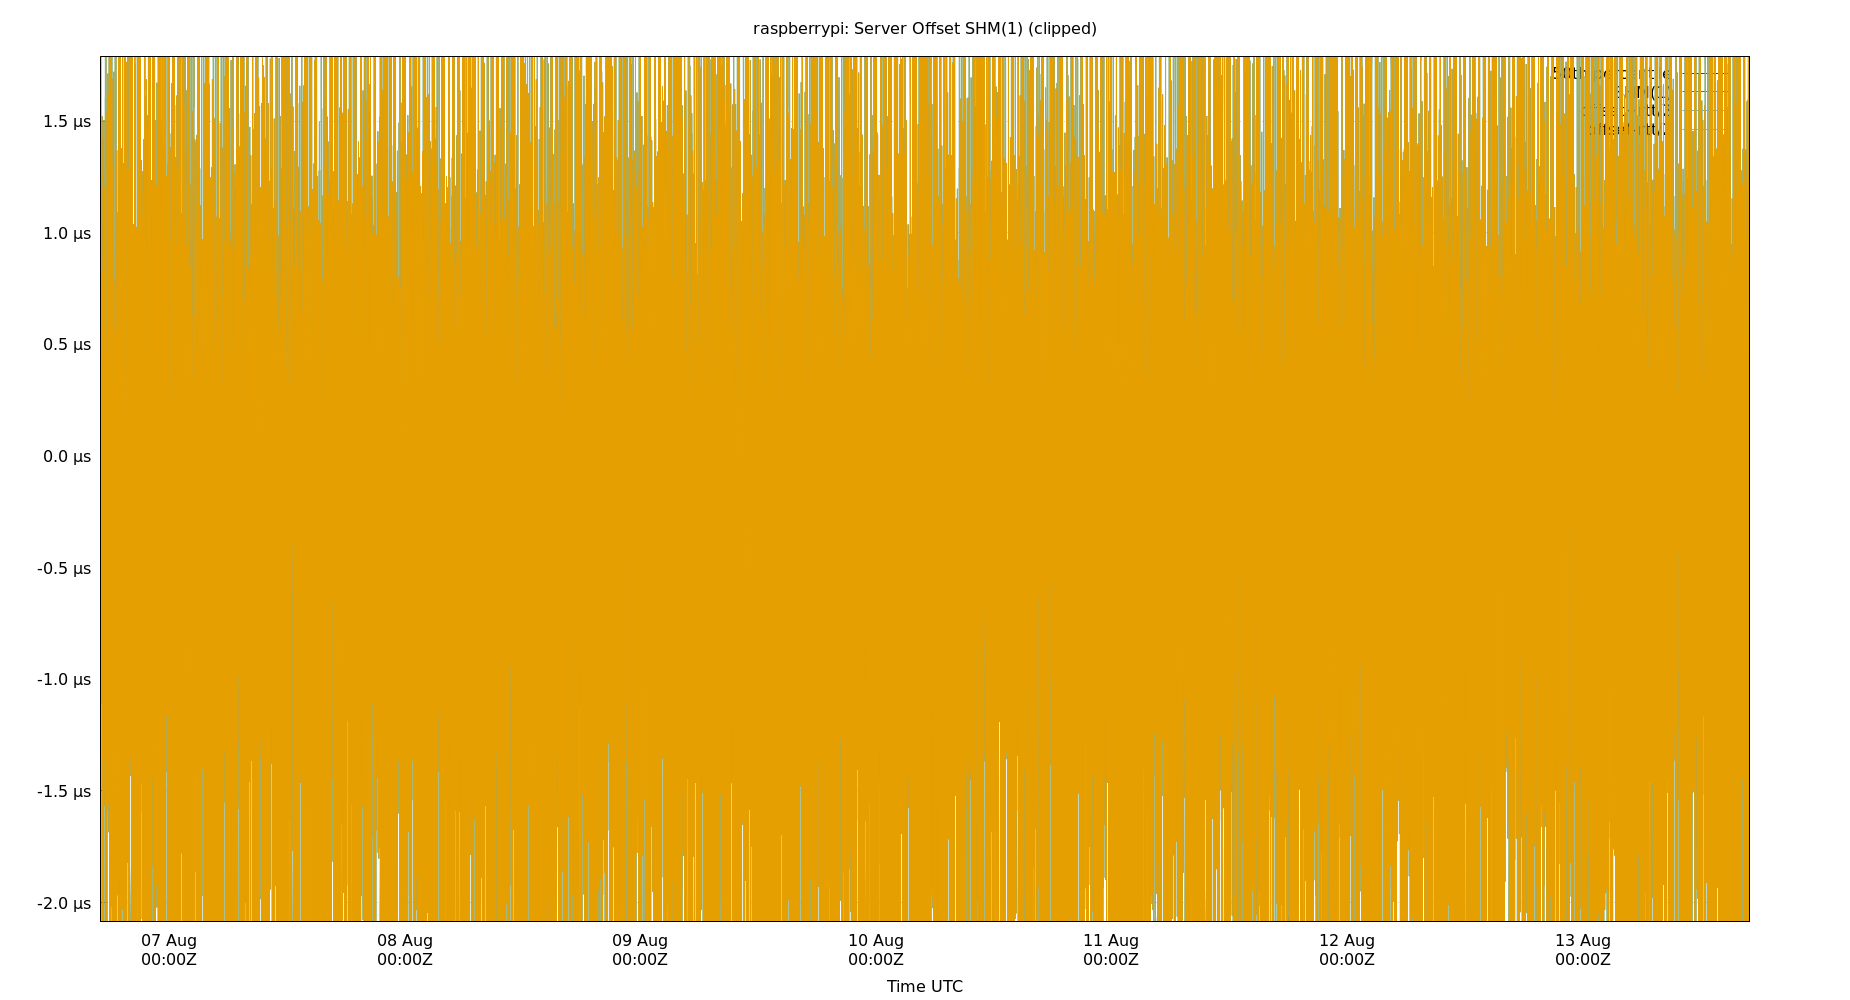 raspberrypi: Server Offset SHM(1) (clipped)
1.5 µs
1.0 µs
0.5 µs
0.0 µs
-0.5 µs
-1.0 µs
-1.5 µs
-2.0 µs
07 Aug 08 Aug 09 Aug 10 Aug 11 Aug 12 Aug 13 Aug
00:00Z 00:00Z 00:00Z 00:00Z 00:00Z 00:00Z 00:00Z
Time UTC